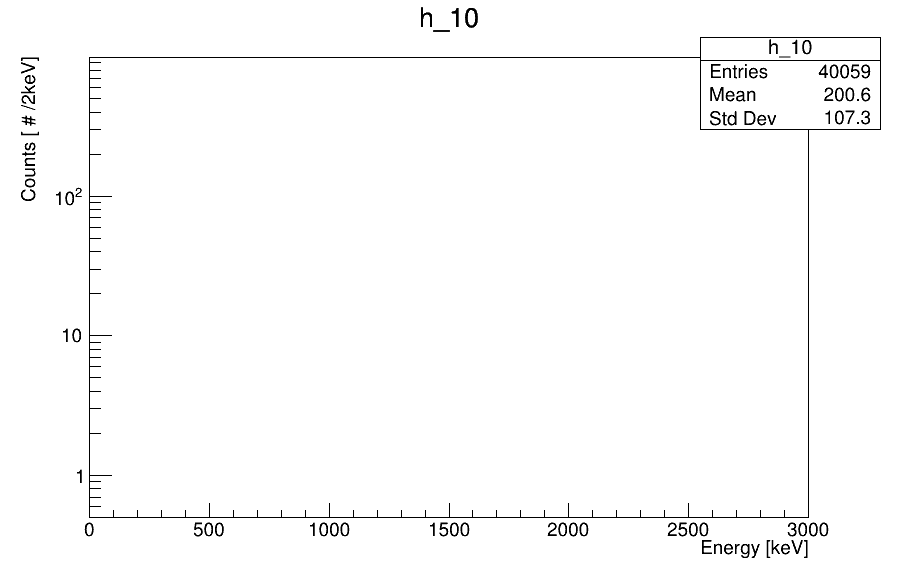 h_10
h_10
Entries 40059
Mean 200.6
Std Dev 107.3
Counts [ # /2keV]
10²
10
1
0 500 1000 1500 2000 2500 3000
Energy [keV]